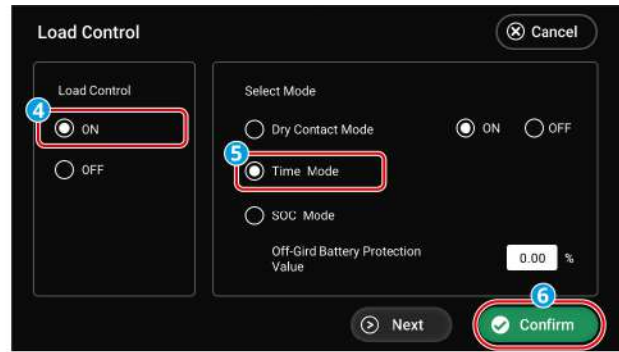 Load Control
Cancel
Load Control
4
ON
OFF
Select Mode
Dry Contact Mode
ON OFF
5
Time Mode
SOC Mode
Off-Gird Battery Protection
Value
0.00 %
6
Next
Confirm